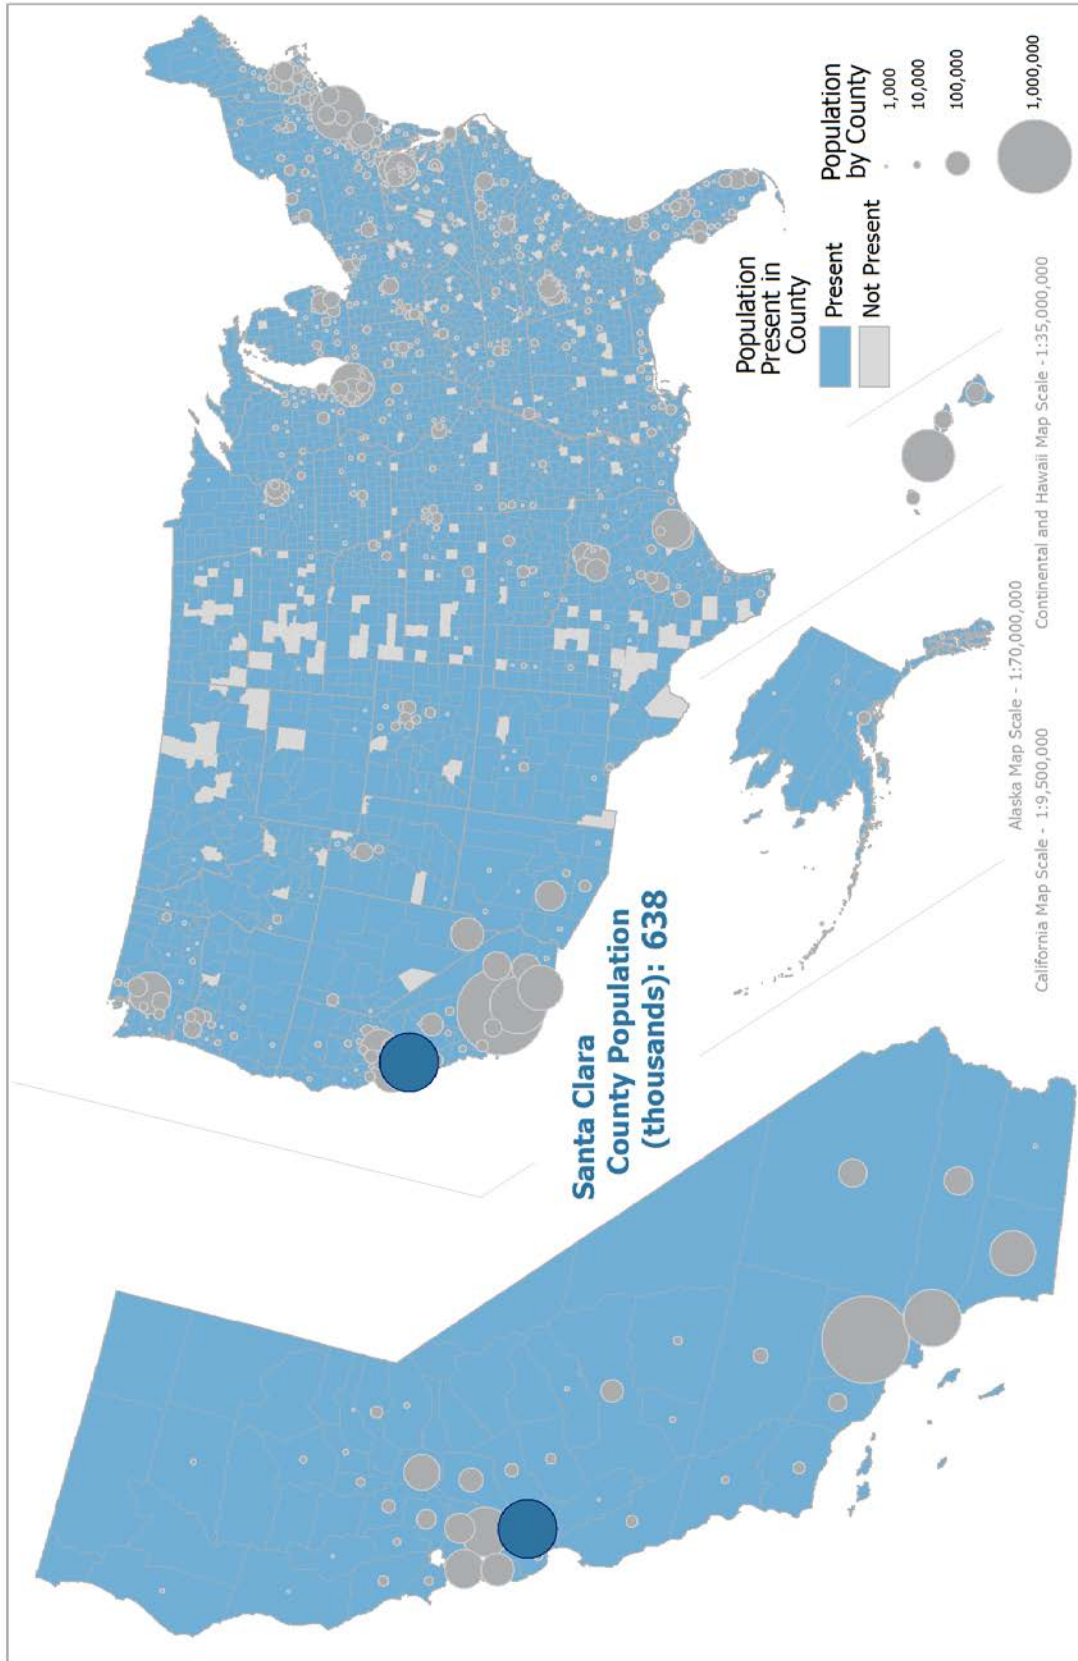 Santa Clara
County Population
(thousands): 638
Population
Present in
County
Present
Not Present
Population
by County
1,000
10,000
100,000
1,000,000
Alaska Map Scale - 1:70,000,000
California Map Scale - 1:9,500,000
Continental and Hawaii Map Scale - 1:35,000,000